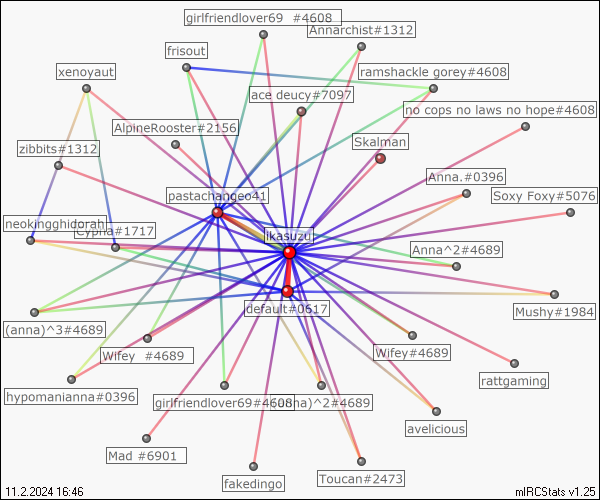 girlfriendlover69 #4608
Annarchist#1312
frisout
xenoyaut
ramshackle gorey#4608
ace deucy#7097
no cops no laws no hope#4608
AlpineRooster#2156
Skalman
zibbits#1312
Anna.#0396
pastachangeo41
Soxy Foxy#5076
neokingghidorah
Cypria#1717
ikasuzu
Anna^2#4689
default#0517
Mushy#1984
(anna)^3#4689
Wifey #4689
Wifey#4689
rattgaming
hypomanianna#0396
girlfriendlover69#4608
^2#4689
avelicious
Mad #6901
fakedingo
Toucan#2473
11.2.2024 16:46
mIRCStats v1.25